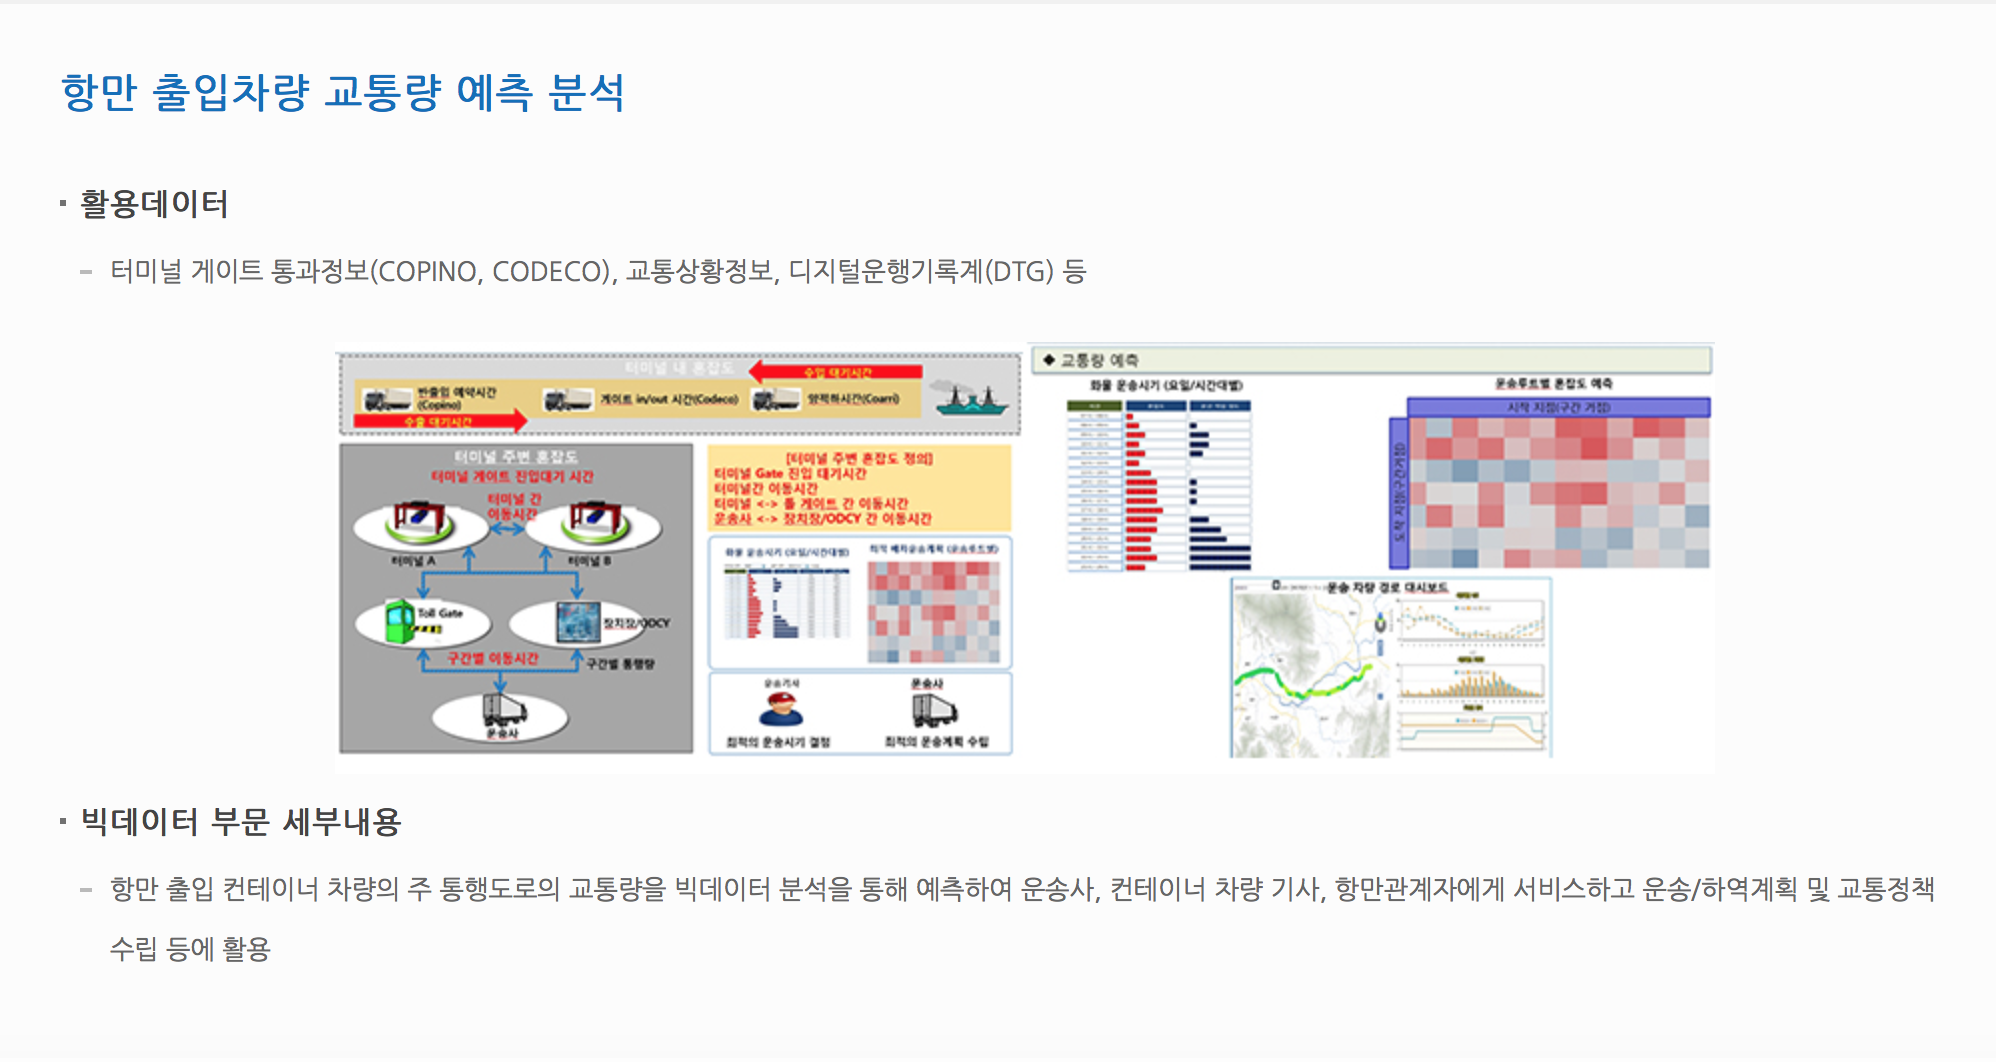 항만 출입차량 교통량 예측 분석
활용데이터
터미널 게이트 통과정보(COPINO, CODECO), 교통상황정보, 디지털운행기록계(DTG) 등
터미널 내 혼잡도
수입 대기시간
반출입 예약시간
(Copino)
게이트 in/out 시간(Codeco)
양적하시간(Coarri)
수출 대기시간
터미널 주변 혼잡도
터미널 게이트 진입대기 시간
터미널 간
이동시간
터미널 A
터미널 B
Toll Gate
장치장/ODCY
구간별 이동시간
구간별 통행량
운송사
[터미널 주변 혼잡도 정의]
터미널 Gate 진입 대기시간
터미널간 이동시간
터미널 <-> 톨 게이트 간 이동시간
운송사 <-> 장치장/ODCY 간 이동시간
화물 운송시기 (요일/시간대별)
최적 배차운송계획 (운송루트별)
운송기사
최적의 운송시기 결정
운송사
최적의 운송계획 수립
◆ 교통량 예측
화물 운송시기 (요일/시간대별)
운송루트별 혼잡도 예측
시작 지점(구간 거점)
도착 지점(구간거점)
운송 차량 경로 대시보드
빅데이터 부문 세부내용
항만 출입 컨테이너 차량의 주 통행도로의 교통량을 빅데이터 분석을 통해 예측하여 운송사, 컨테이너 차량 기사, 항만관계자에게 서비스하고 운송/하역계획 및 교통정책
수립 등에 활용